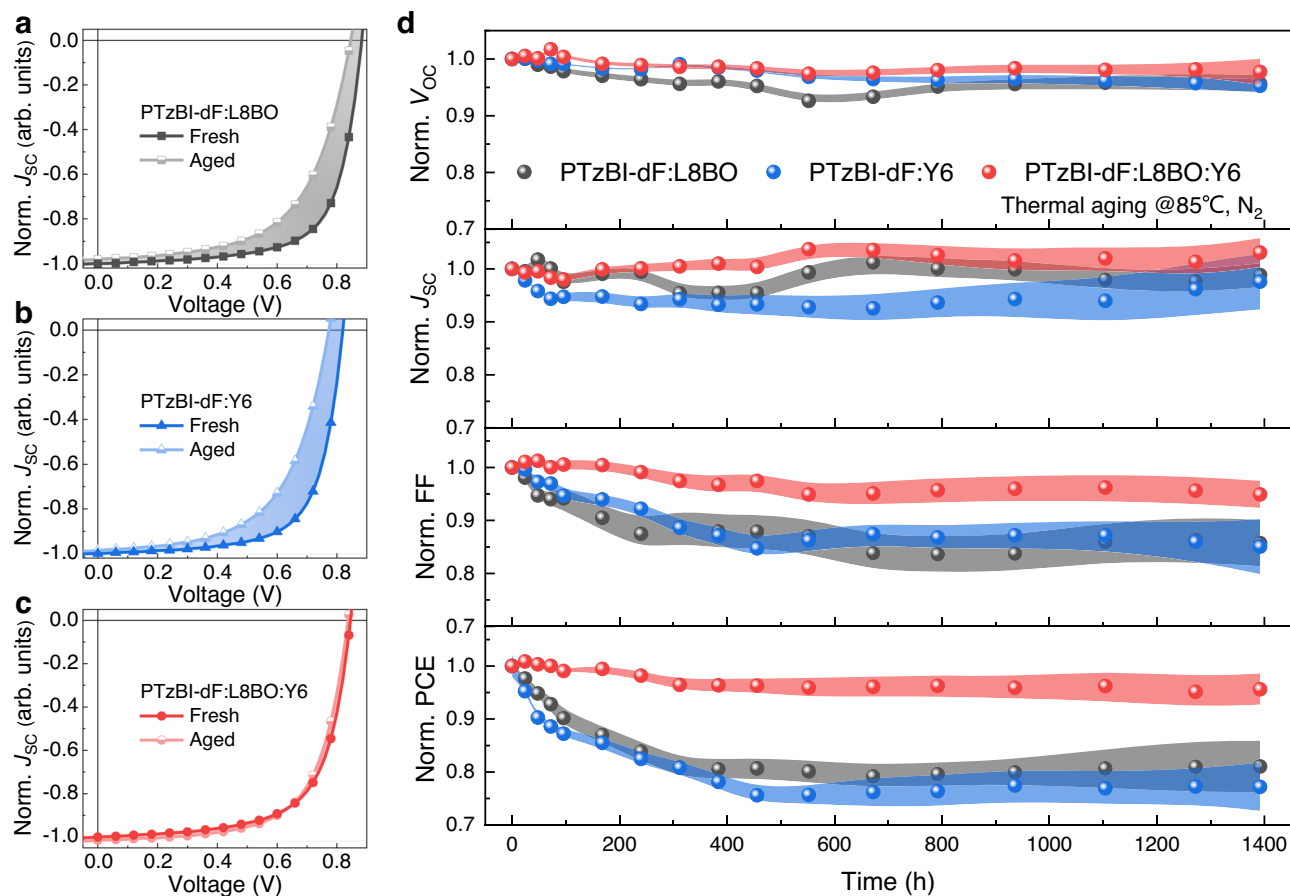 a
0.0
-0.2
-0.4
-0.6
-0.8
-1.0
Norm. JSC (arb. units)
PTzBI-dF:L8BO
Fresh
Aged
0.0 0.2 0.4 0.6 0.8
Voltage (V)
b
0.0
-0.2
-0.4
-0.6
-0.8
-1.0
Norm. JSC (arb. units)
PTzBI-dF:Y6
Fresh
Aged
0.0 0.2 0.4 0.6 0.8
Voltage (V)
c
0.0
-0.2
-0.4
-0.6
-0.8
-1.0
Norm. JSC (arb. units)
PTzBI-dF:L8BO:Y6
Fresh
Aged
0.0 0.2 0.4 0.6 0.8
Voltage (V)
d
Norm. VOC
1.0
0.9
0.8
0.7
PTzBI-dF:L8BO PTzBI-dF:Y6 PTzBI-dF:L8BO:Y6
Thermal aging @85℃, N2
Norm. JSC
1.0
0.9
0.8
0.7
Norm. FF
1.0
0.9
0.8
0.7
Norm. PCE
1.0
0.9
0.8
0.7
0 200 400 600 800 1000 1200 1400
Time (h)